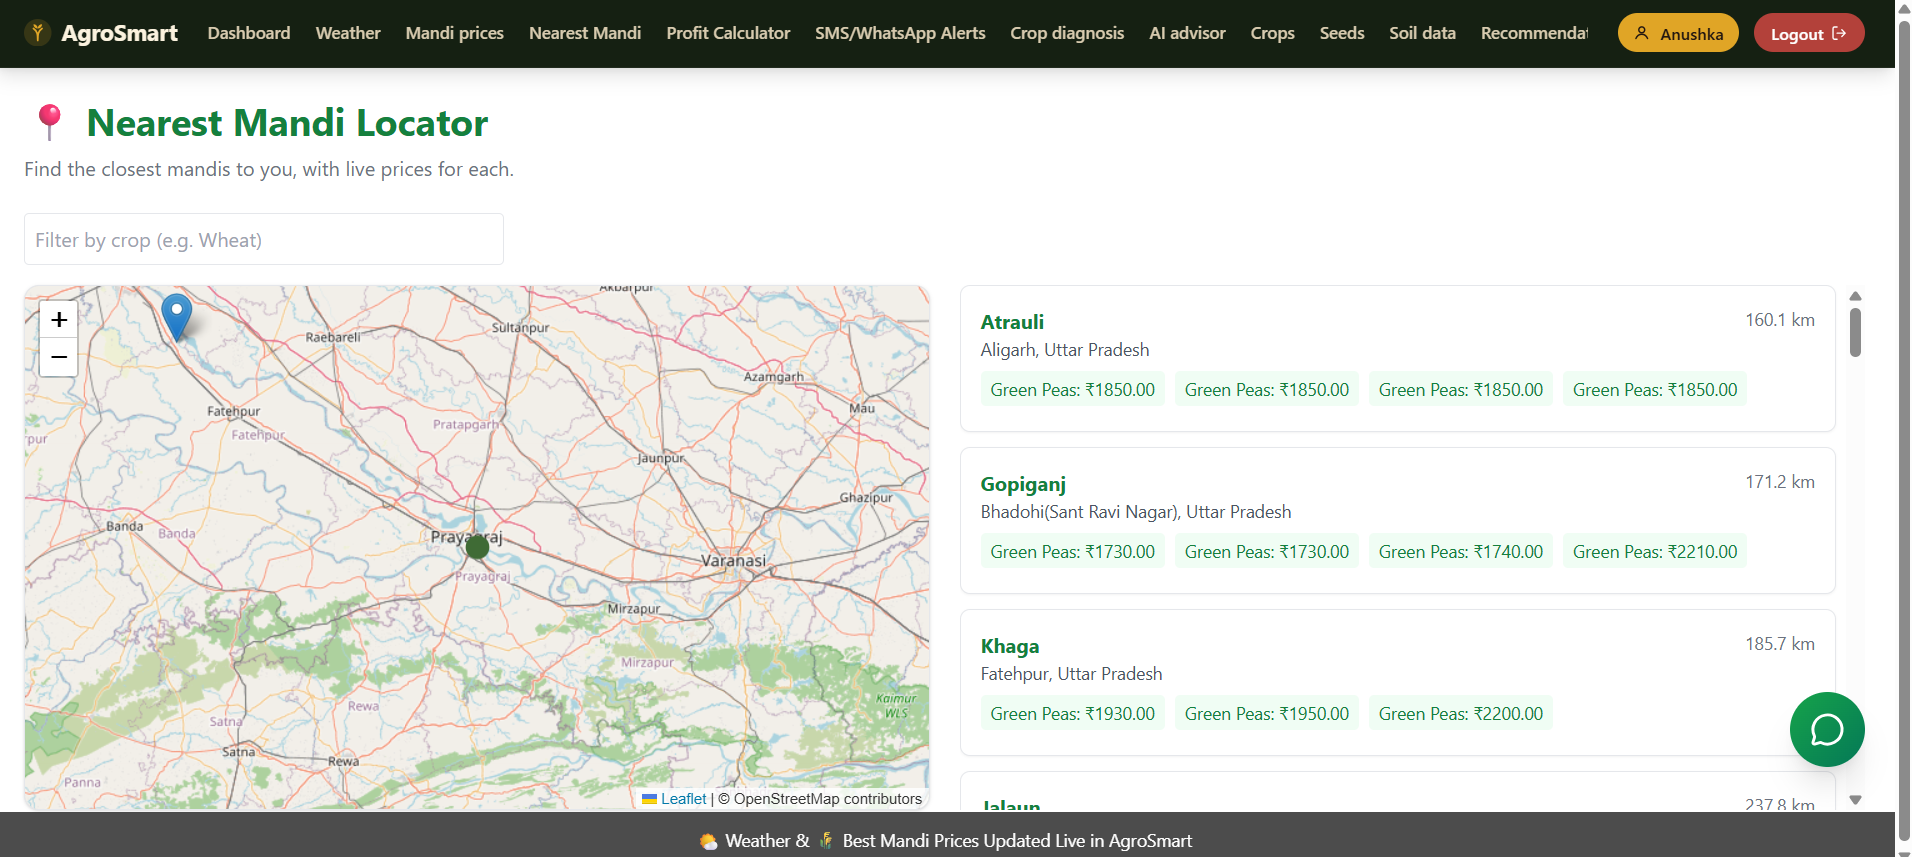 AgroSmart Dashboard Weather Mandi prices Nearest Mandi Profit Calculator SMS/WhatsApp Alerts Crop diagnosis AI advisor Crops Seeds Soil data Recommendat Anushka Logout
Nearest Mandi Locator
Find the closest mandis to you, with live prices for each.
Filter by crop (e.g. Wheat)
+
−
Akbarpur
Sultanpur
Raebareli
Azamgarh
Fatehpur
Mau
Fatehpur
Pratapgarh
pur
Jaunpur
Ghazipur
Banda
Banda
Prayagraj
Varanasi
Prayagraj
Mirzapur
Mirzapur
Kaimur
WLS
Rewa
Satna
Satna
Rewa
Panna
Leaflet | © OpenStreetMap contributors
Atrauli 160.1 km
Aligarh, Uttar Pradesh
Green Peas: ₹1850.00 Green Peas: ₹1850.00 Green Peas: ₹1850.00 Green Peas: ₹1850.00
Gopiganj 171.2 km
Bhadohi(Sant Ravi Nagar), Uttar Pradesh
Green Peas: ₹1730.00 Green Peas: ₹1730.00 Green Peas: ₹1740.00 Green Peas: ₹2210.00
Khaga 185.7 km
Fatehpur, Uttar Pradesh
Green Peas: ₹1930.00 Green Peas: ₹1950.00 Green Peas: ₹2200.00
Jalaun 237.8 km
Weather & Best Mandi Prices Updated Live in AgroSmart